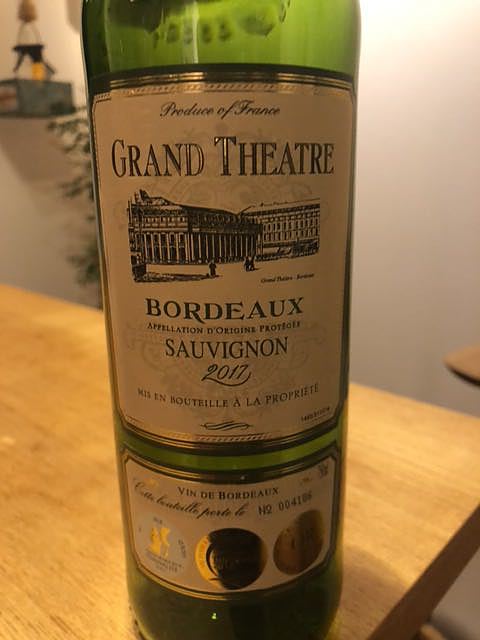 Produce of France
GRAND THEATRE
Grand Théâtre - Bordeaux
BORDEAUX
APPELLATION D'ORIGINE PROTÉGÉE
SAUVIGNON
2017
MIS EN BOUTEILLE À LA PROPRIÉTÉ
VIN DE BORDEAUX
Cette bouteille porte le Nº 004186